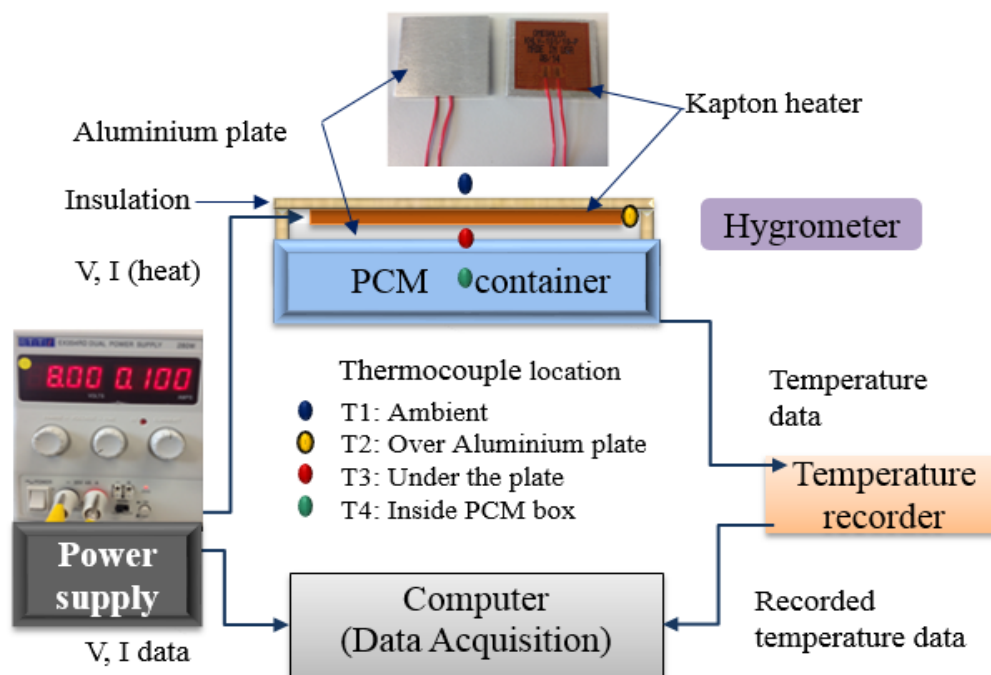 Aluminium plate
Kapton heater
Insulation
Hygrometer
V, I (heat)
PCM container
8.00 0.100
VOLTS
Thermocouple location
T1: Ambient
T2: Over Aluminium plate
T3: Under the plate
T4: Inside PCM box
Temperature
data
Temperature
recorder
Power
supply
Computer
(Data Acquisition)
Recorded
temperature data
V, I data